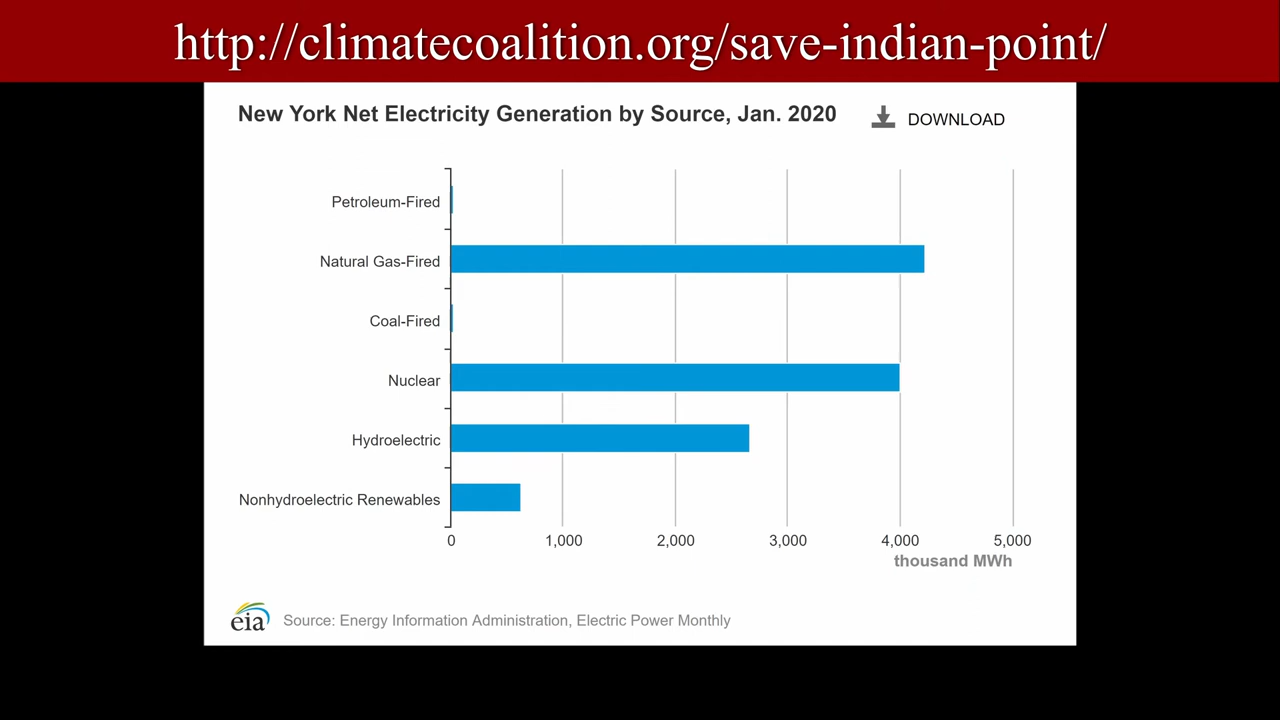 http://climatecoalition.org/save-indian-point/
New York Net Electricity Generation by Source, Jan. 2020
DOWNLOAD
Petroleum-Fired
Natural Gas-Fired
Coal-Fired
Nuclear
Hydroelectric
Nonhydroelectric Renewables
0 1,000 2,000 3,000 4,000 5,000
thousand MWh
eia Source: Energy Information Administration, Electric Power Monthly